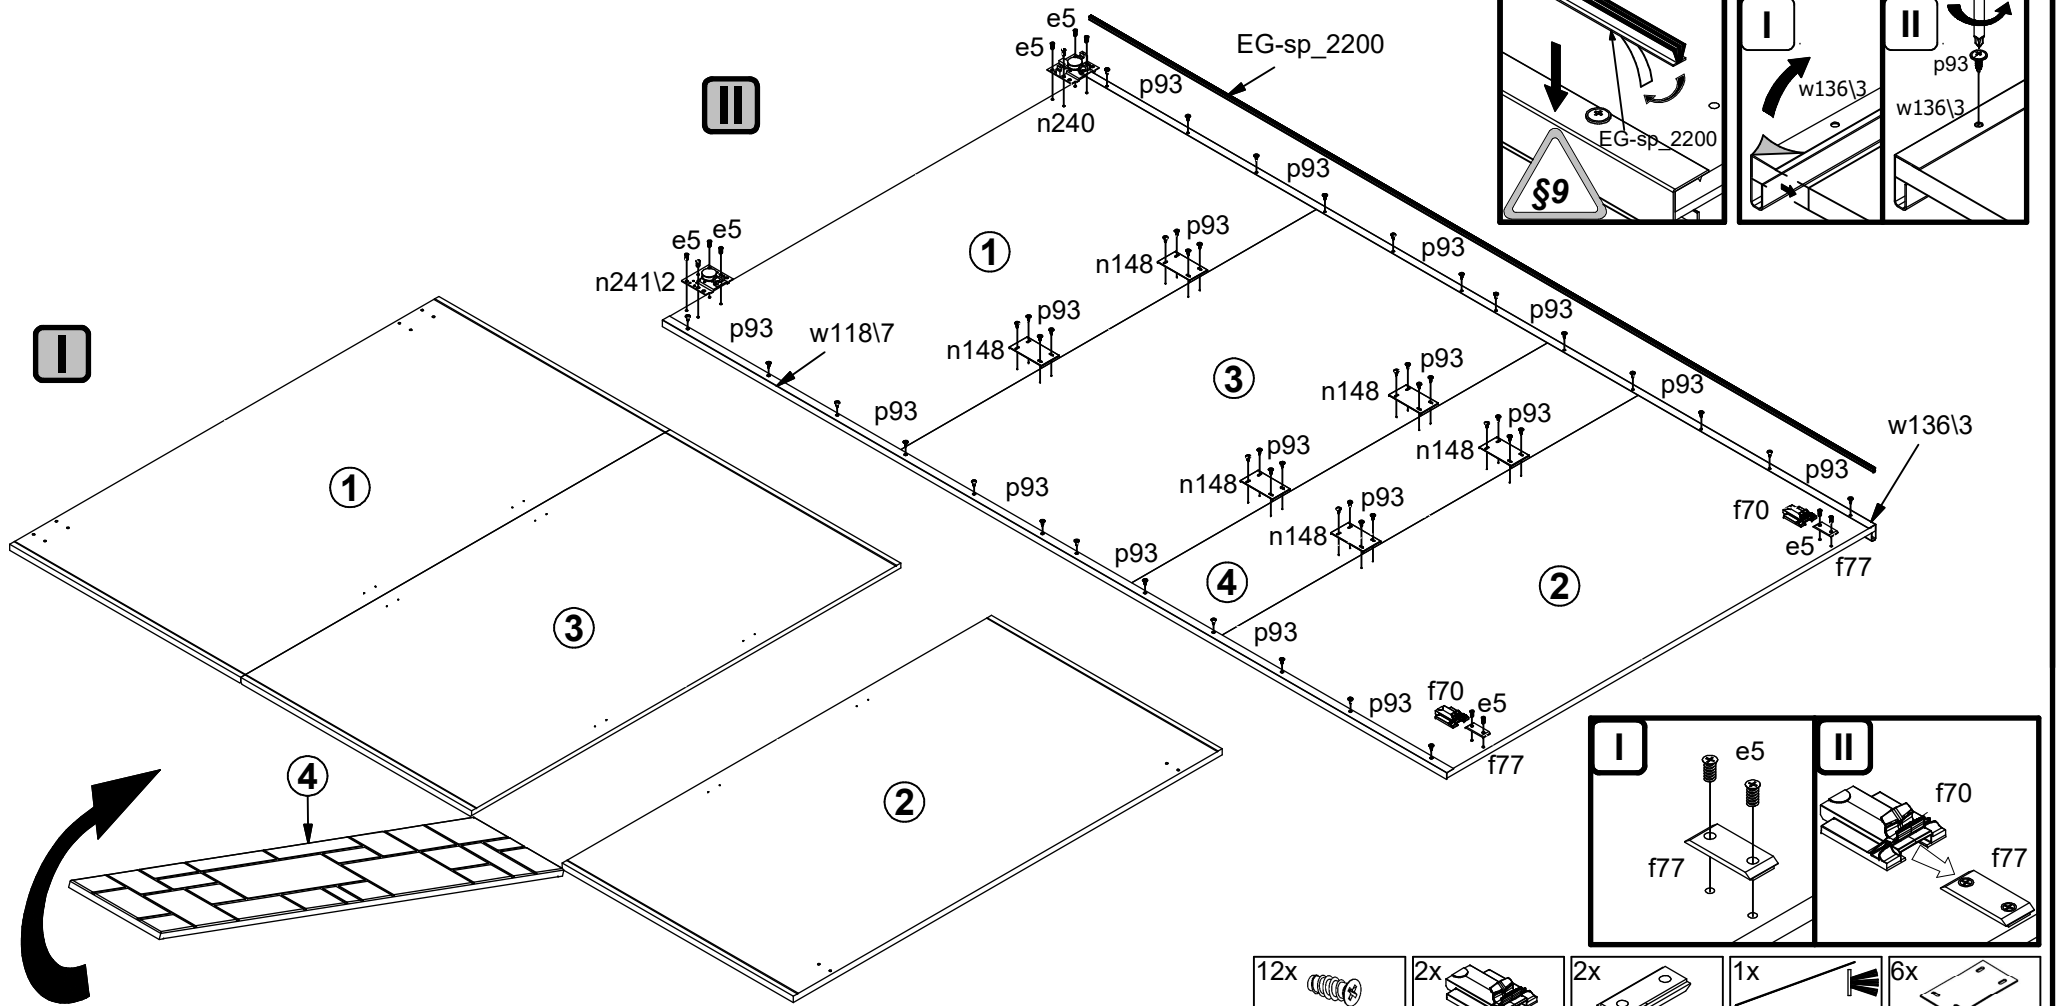 e5
e5
EG-sp_2200
II
p93
n240
p93
e5
e5
n241\2
1
p93
n148
p93
p93
w118\7
p93
n148
p93
p93
I
3
p93
n148
p93
p93
w136\3
p93
n148
p93
n148
p93
p93
1
p93
n148
f70
e5
f77
p93
4
2
3
p93
p93
f70
e5
f77
4
2
EG-sp_2200
§9
I
w136\3
II
p93
w136\3
I
e5
f77
II
f70
f77
12x
2x
2x
1x
6x